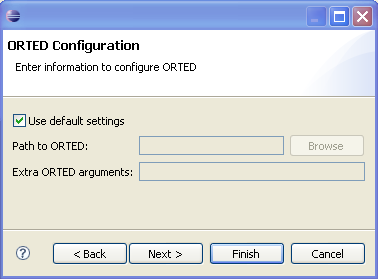 ORTED Configuration
Enter information to configure ORTED
Use default settings
Path to ORTED:
Browse
Extra ORTED arguments:
?
< Back
Next >
Finish
Cancel